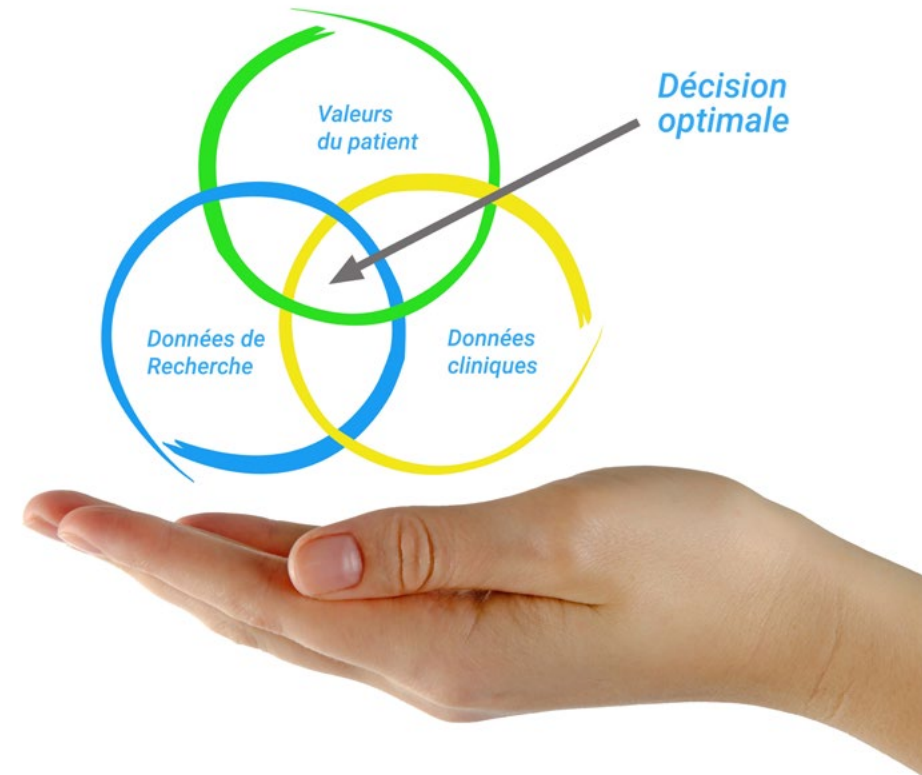 Valeurs
du patient
Décision
optimale
Données de
Recherche
Données
cliniques